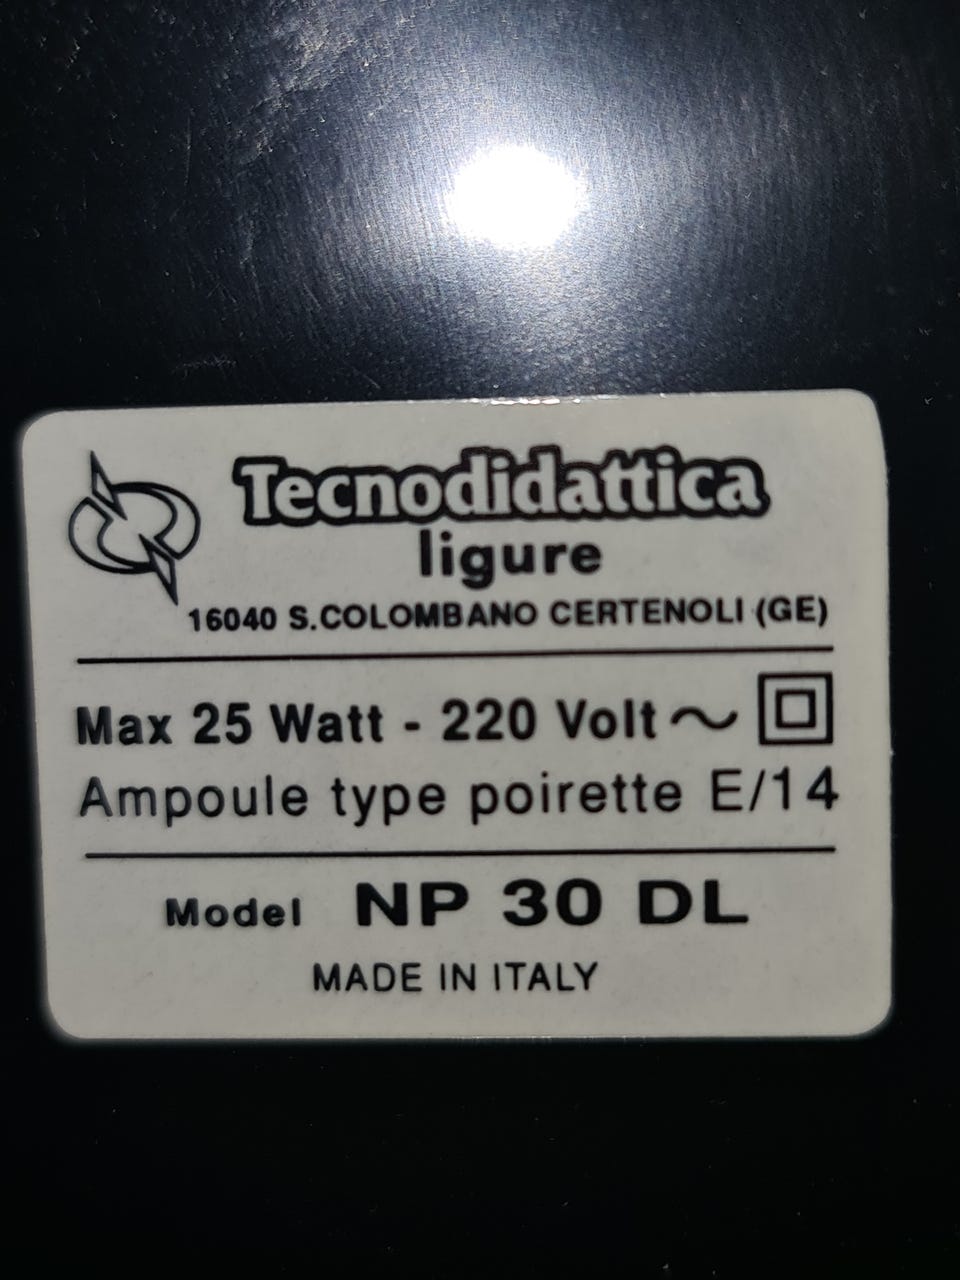 Tecnodidattica
ligure
16040 S.COLOMBANO CERTENOLI (GE)
Max 25 Watt - 220 Volt ~
Ampoule type poirette E/14
Model NP 30 DL
MADE IN ITALY